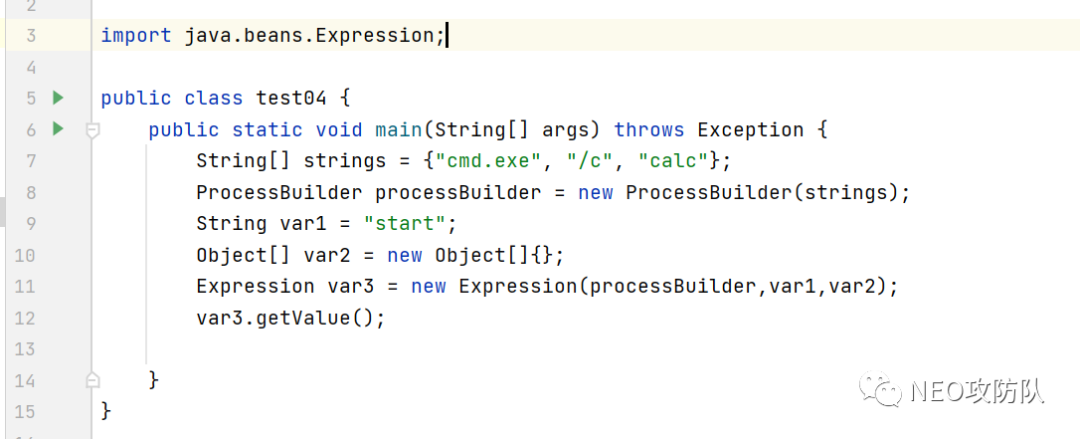 2
3 import java.beans.Expression;
4
5 public class test04 {
6 public static void main(String[] args) throws Exception {
7 String[] strings = {"cmd.exe", "/c", "calc"};
8 ProcessBuilder processBuilder = new ProcessBuilder(strings);
9 String var1 = "start";
10 Object[] var2 = new Object[]{};
11 Expression var3 = new Expression(processBuilder,var1,var2);
12 var3.getValue();
13
14 }
15 }
NEO攻防队